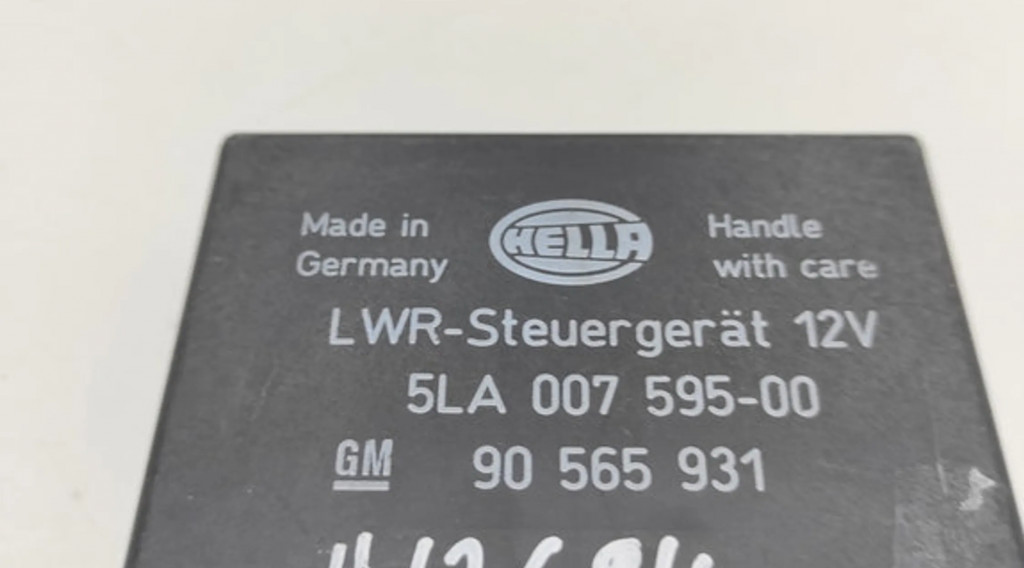 Made in
Germany
HELLA
Handle
with care
LWR-Steuergerät 12V
5LA 007 595-00
GM 90 565 931